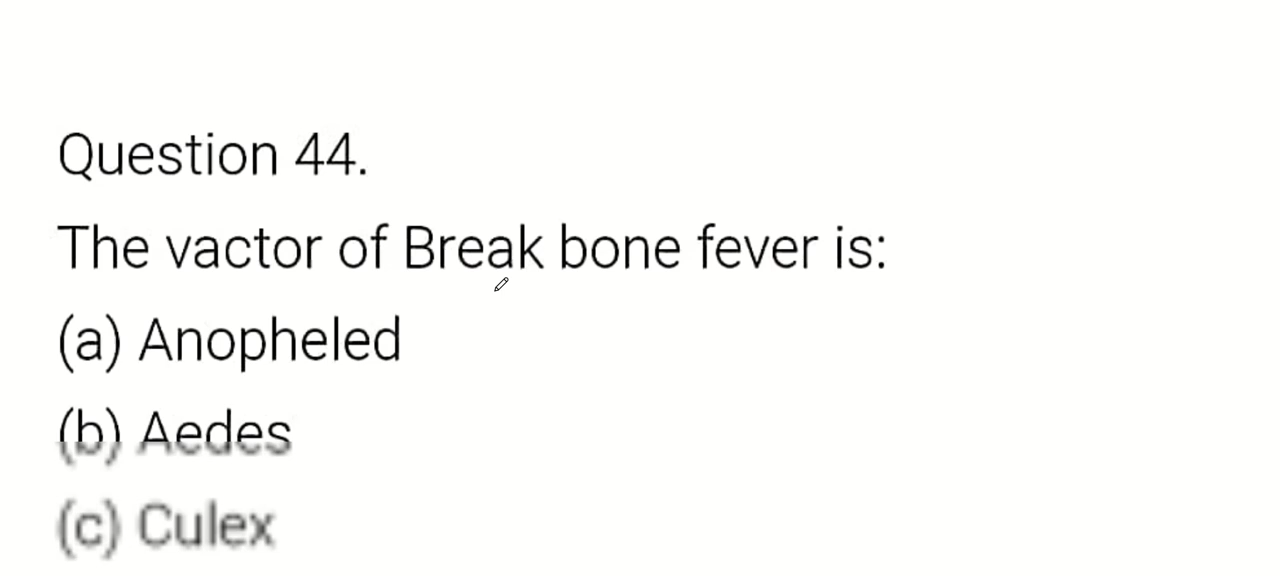 Question 44.
The vactor of Break bone fever is:
(a) Anopheled
(b) Aedes
(c) Culex